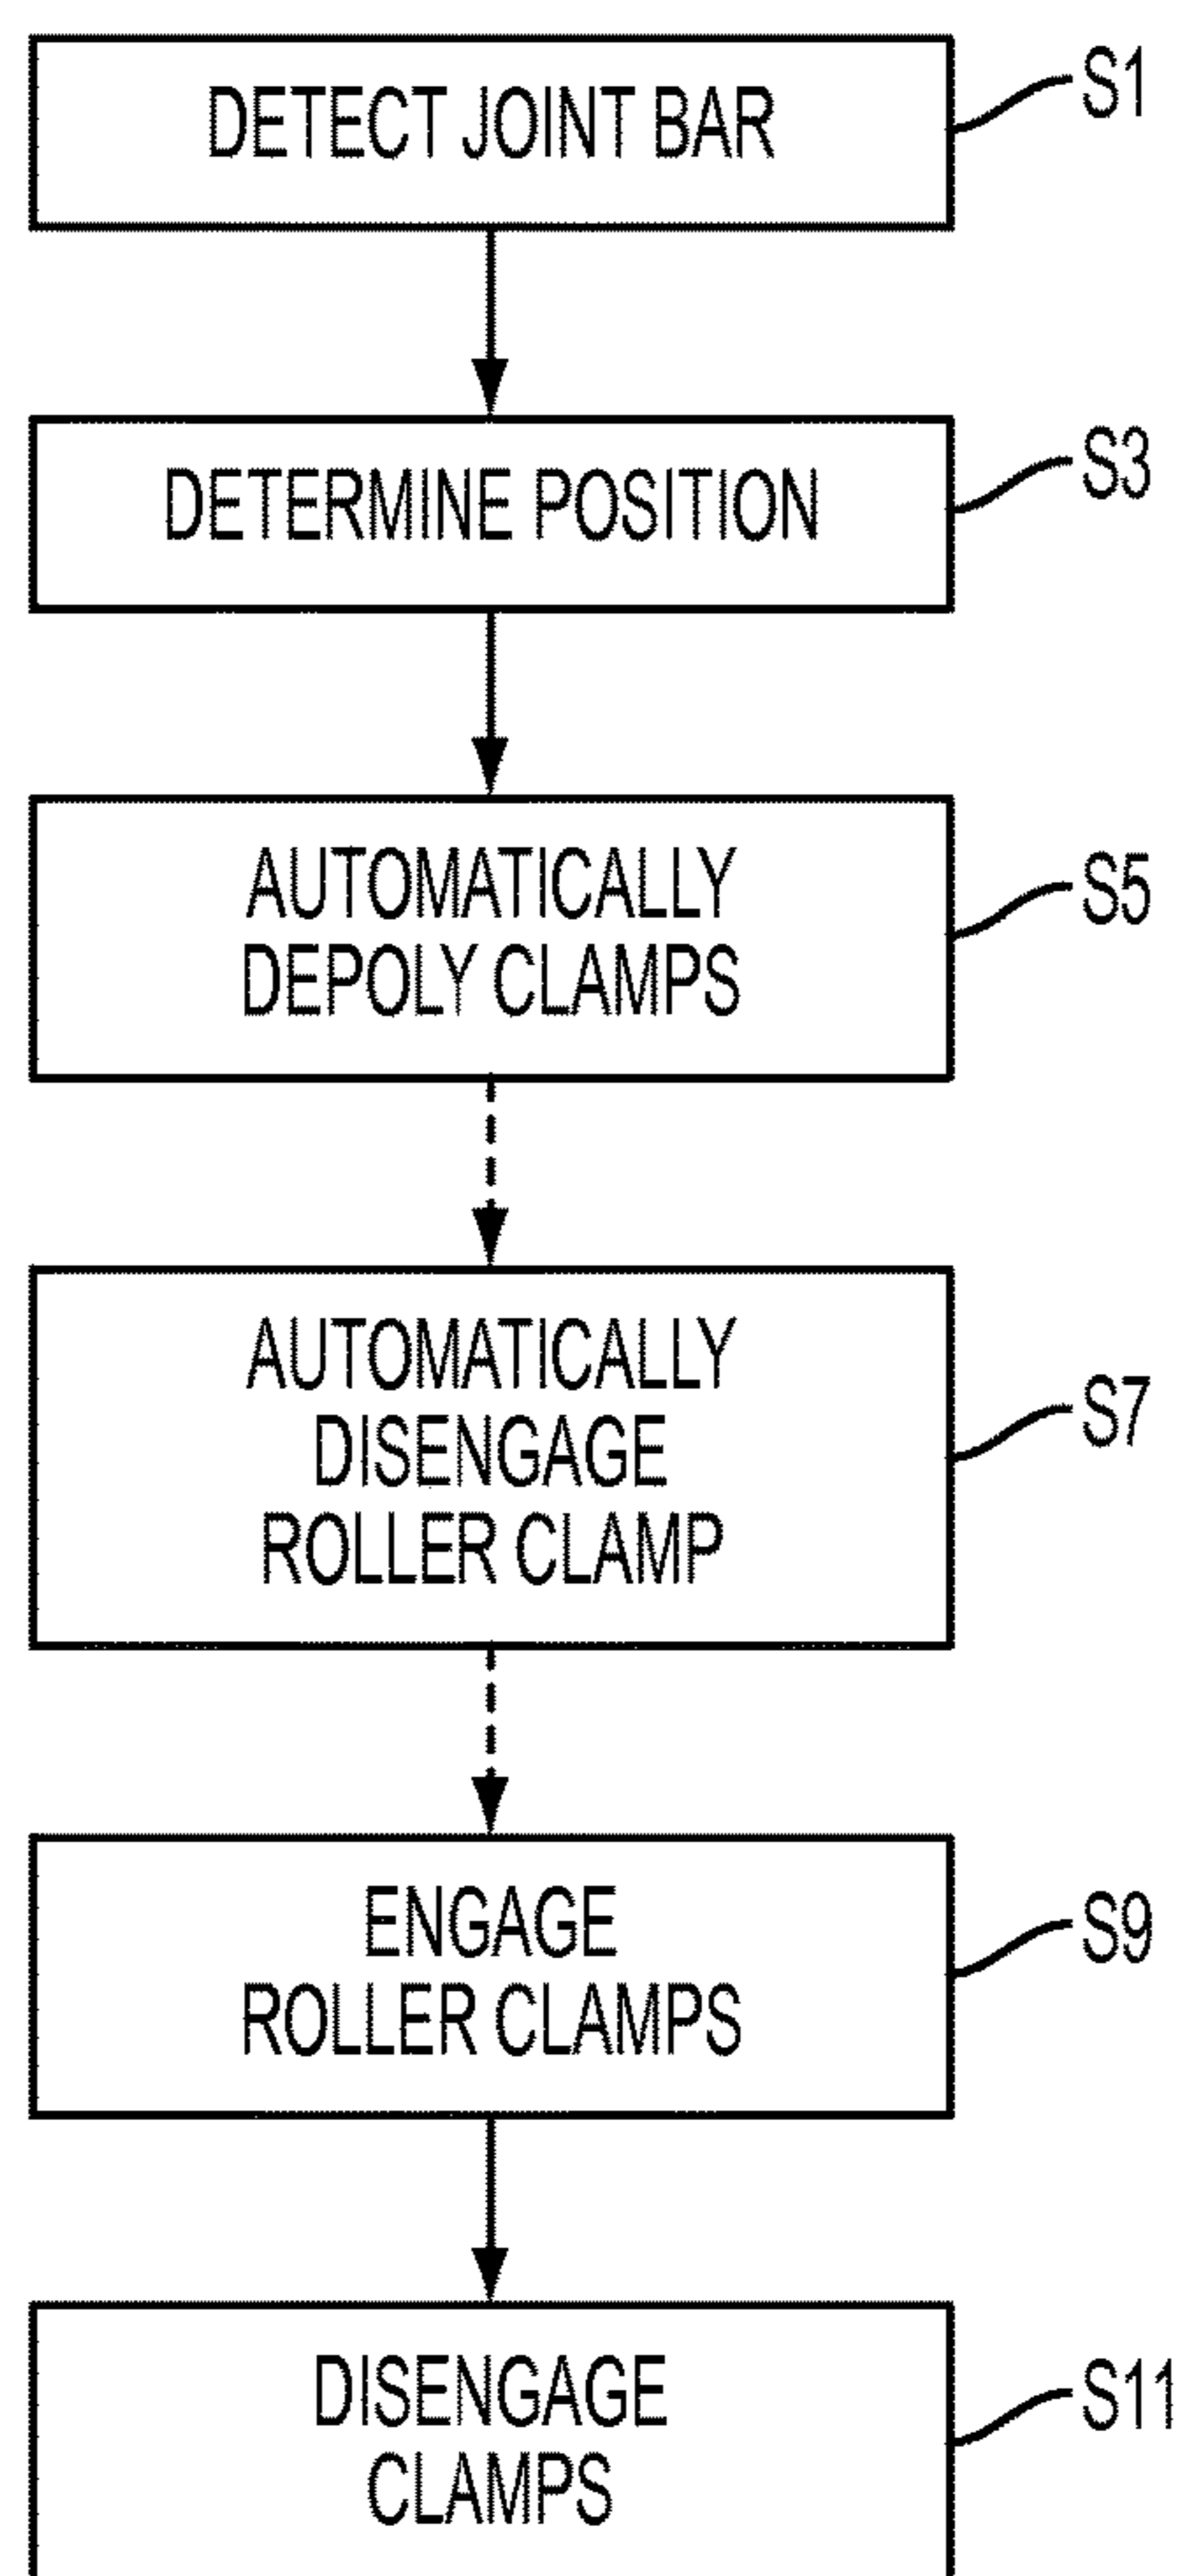 DETECT JOINT BAR
S1
DETERMINE POSITION
S3
AUTOMATICALLY
DEPOLY CLAMPS
S5
AUTOMATICALLY
DISENGAGE
ROLLER CLAMP
S7
ENGAGE
ROLLER CLAMPS
S9
DISENGAGE
CLAMPS
S11